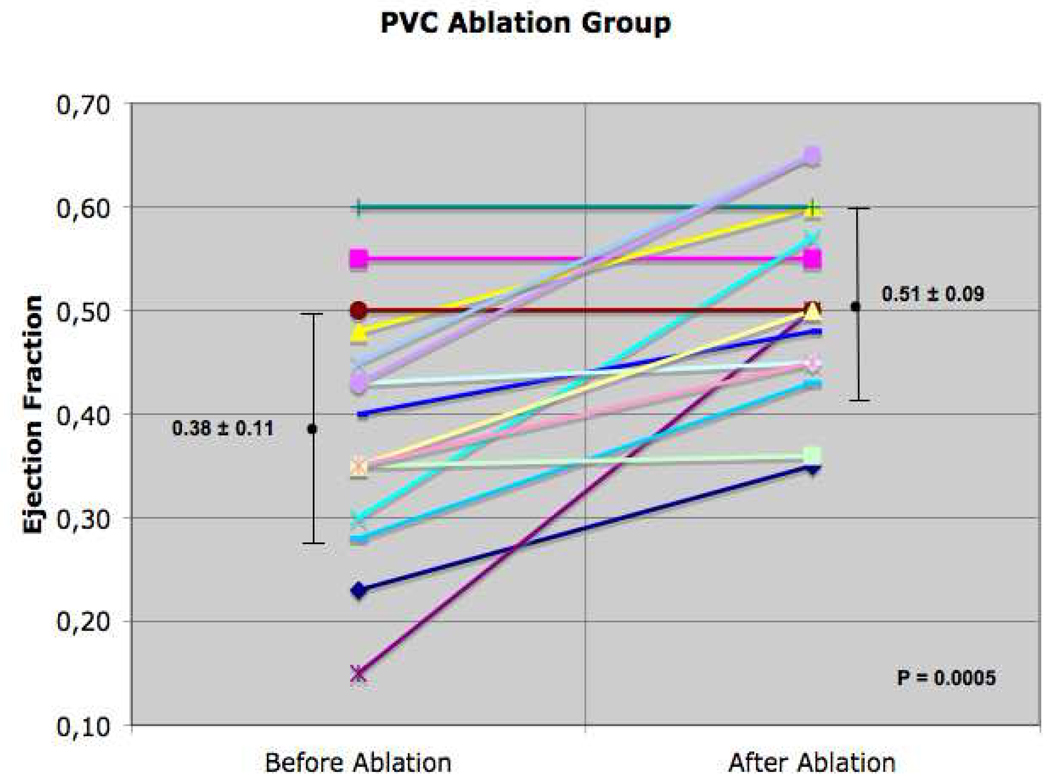 PVC Ablation Group
0,70
0,60
0,50
0,40
0,30
0,20
0,10
Ejection Fraction
0.38 ± 0.11
0.51 ± 0.09
P = 0.0005
Before Ablation
After Ablation